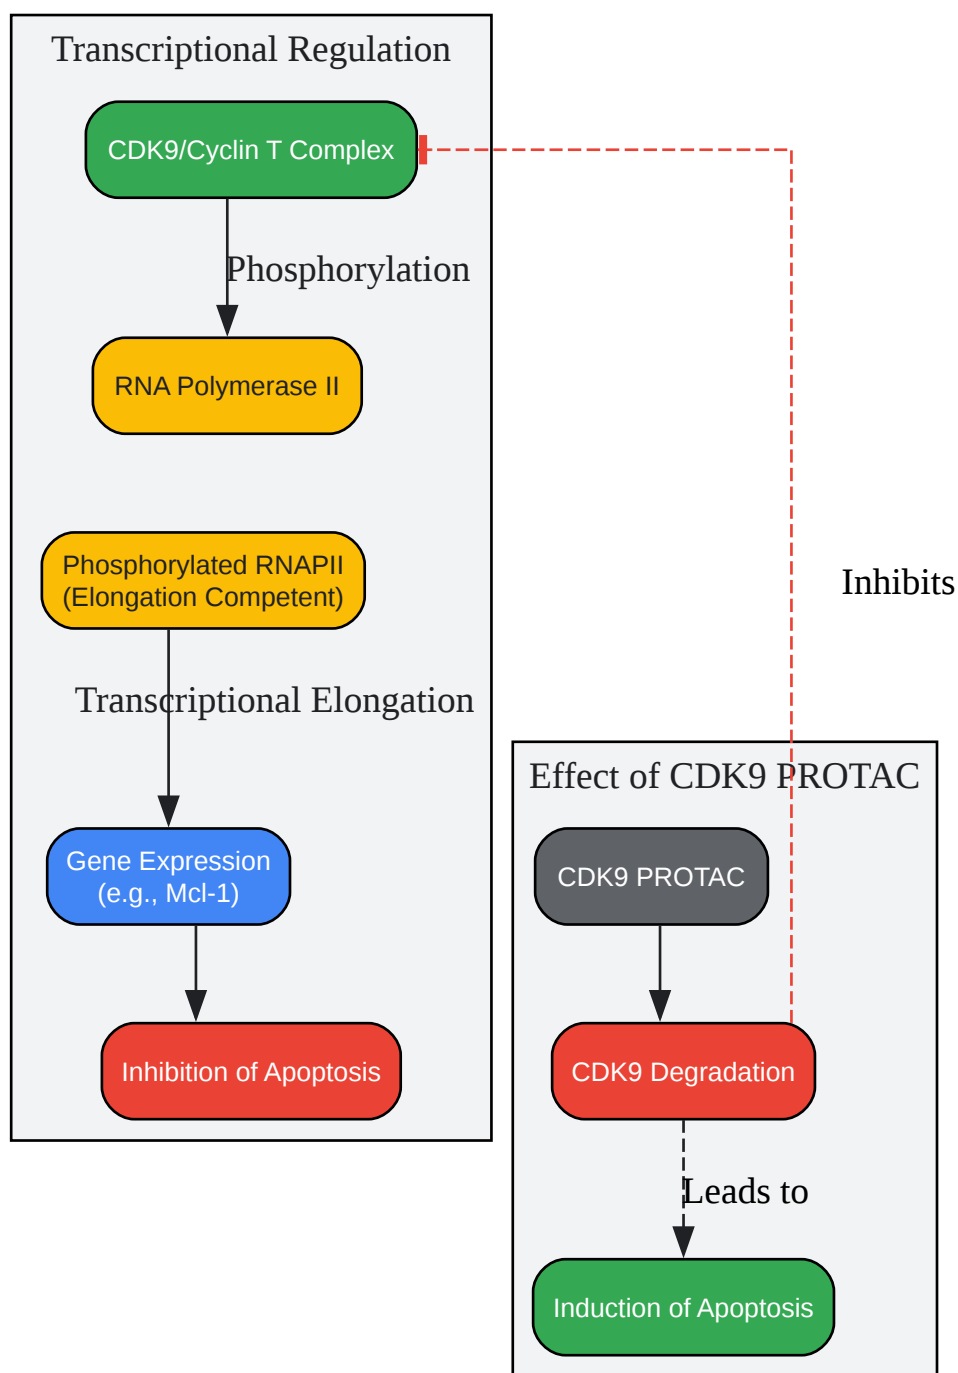 Transcriptional Regulation
CDK9/Cyclin T Complex
Phosphorylation
RNA Polymerase II
Phosphorylated RNAPII
(Elongation Competent)
Transcriptional Elongation
Gene Expression
(e.g., Mcl-1)
Inhibition of Apoptosis
Inhibits
Effect of CDK9 PROTAC
CDK9 PROTAC
CDK9 Degradation
Leads to
Induction of Apoptosis